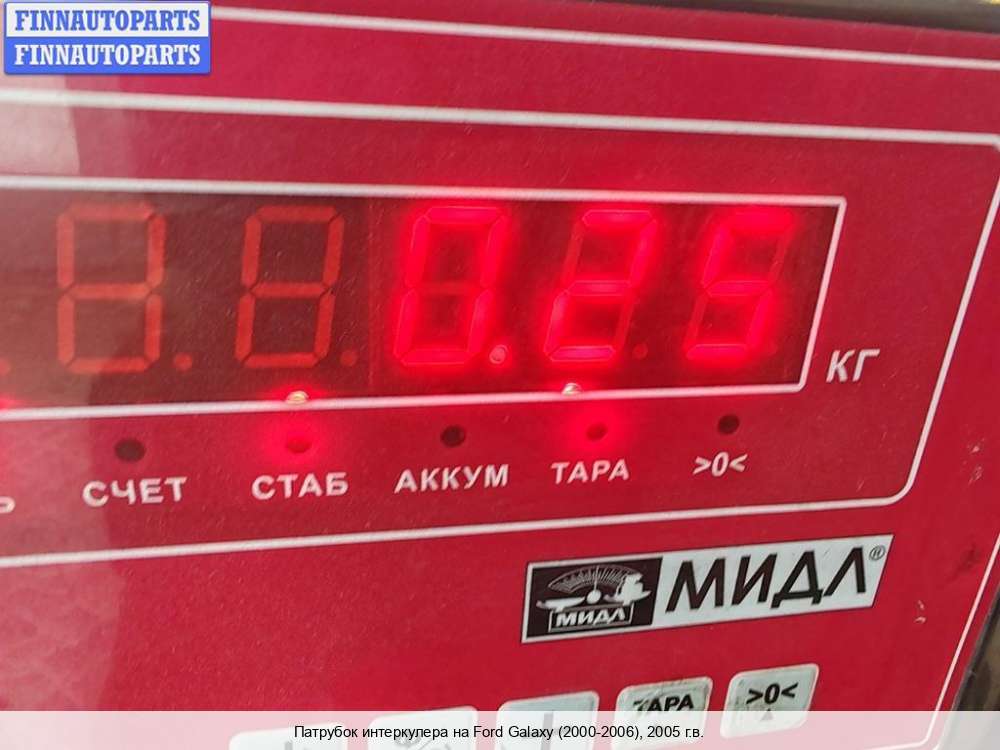 FINNAUTOPARTS
FINNAUTOPARTS
0.25
КГ
СЧЕТ
СТАБ
АККУМ
ТАРА
>0<
МИДЛ
МИДЛ®
ТАРА
>0<
Патрубок интеркулера на Ford Galaxy (2000-2006), 2005 г.в.